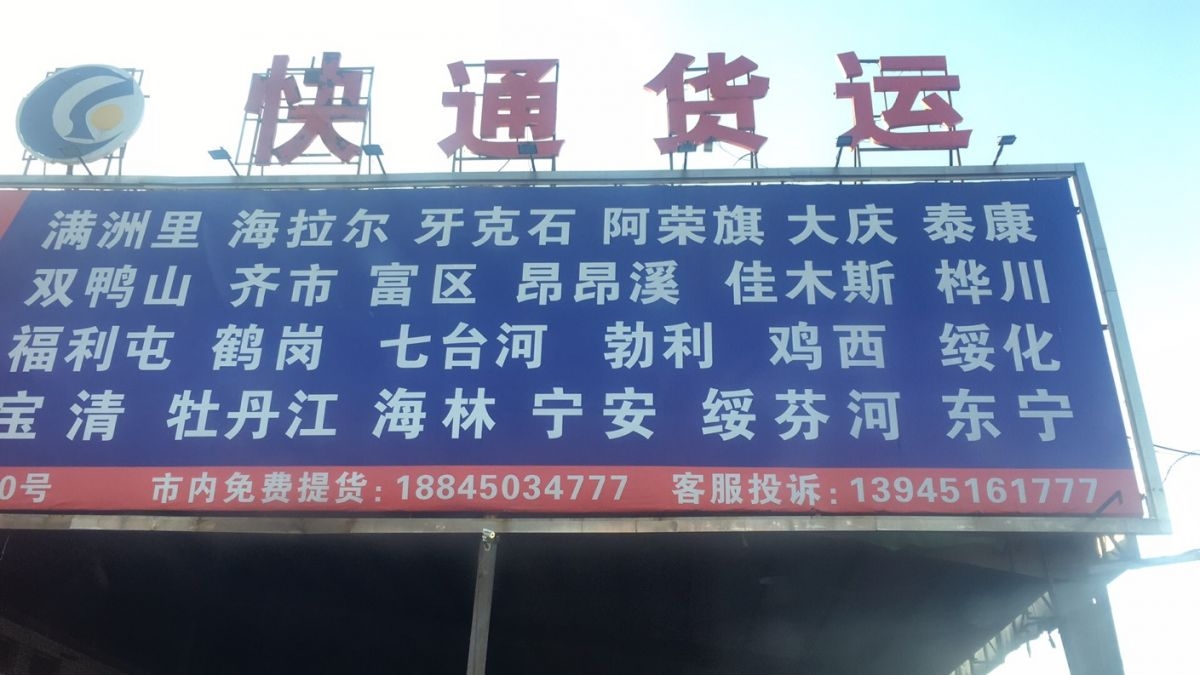 快通货运
满洲里 海拉尔 牙克石 阿荣旗 大庆 泰康
双鸭山 齐市 富区 昂昂溪 佳木斯 桦川
福利屯 鹤岗 七台河 勃利 鸡西 绥化
宝清 牡丹江 海林 宁安 绥芬河 东宁
0号 市内免费提货:18845034777 客服投诉:13945161777